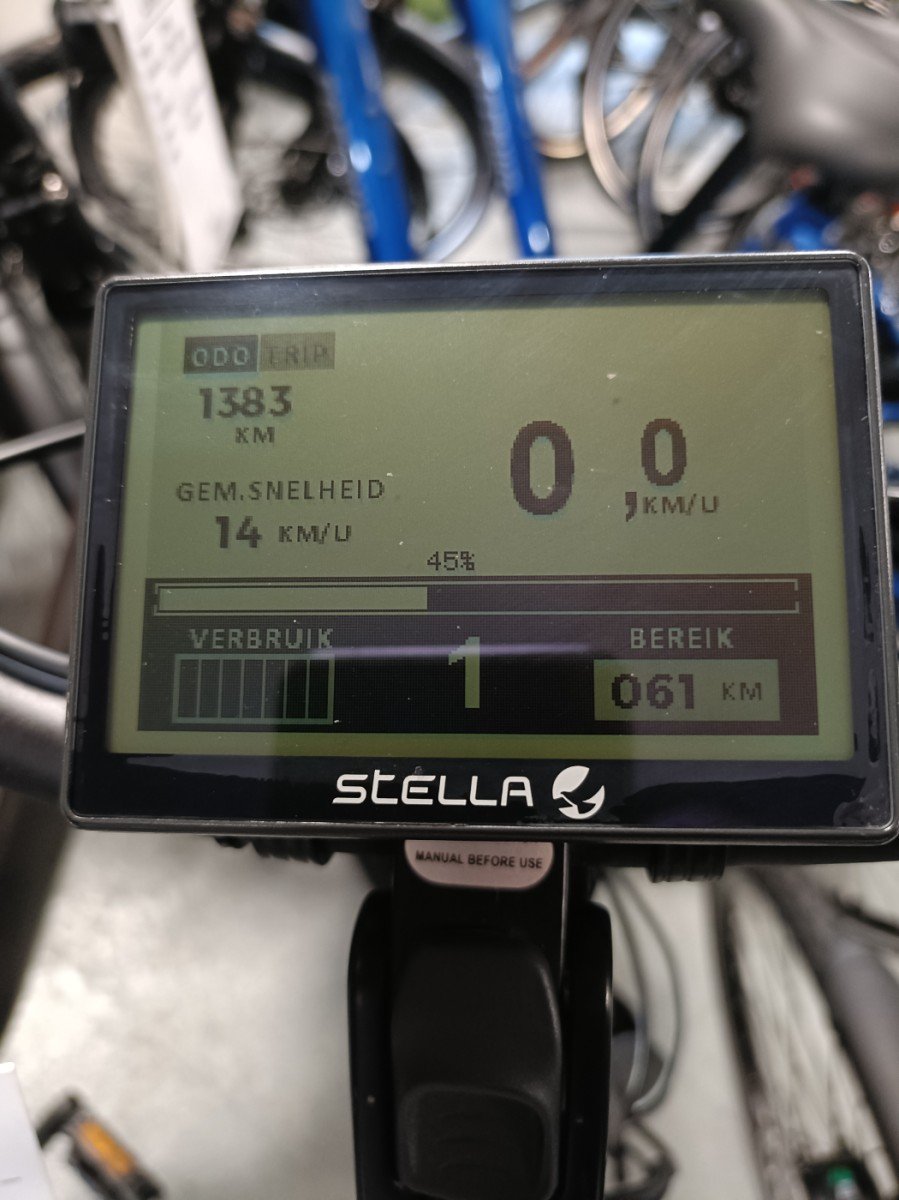 ODO TRIP
1383
KM
GEM.SNELHEID
14 KM/U
0,0 KM/U
45%
VERBRUIK
1
BEREIK
061 KM
STELLA
MANUAL BEFORE USE